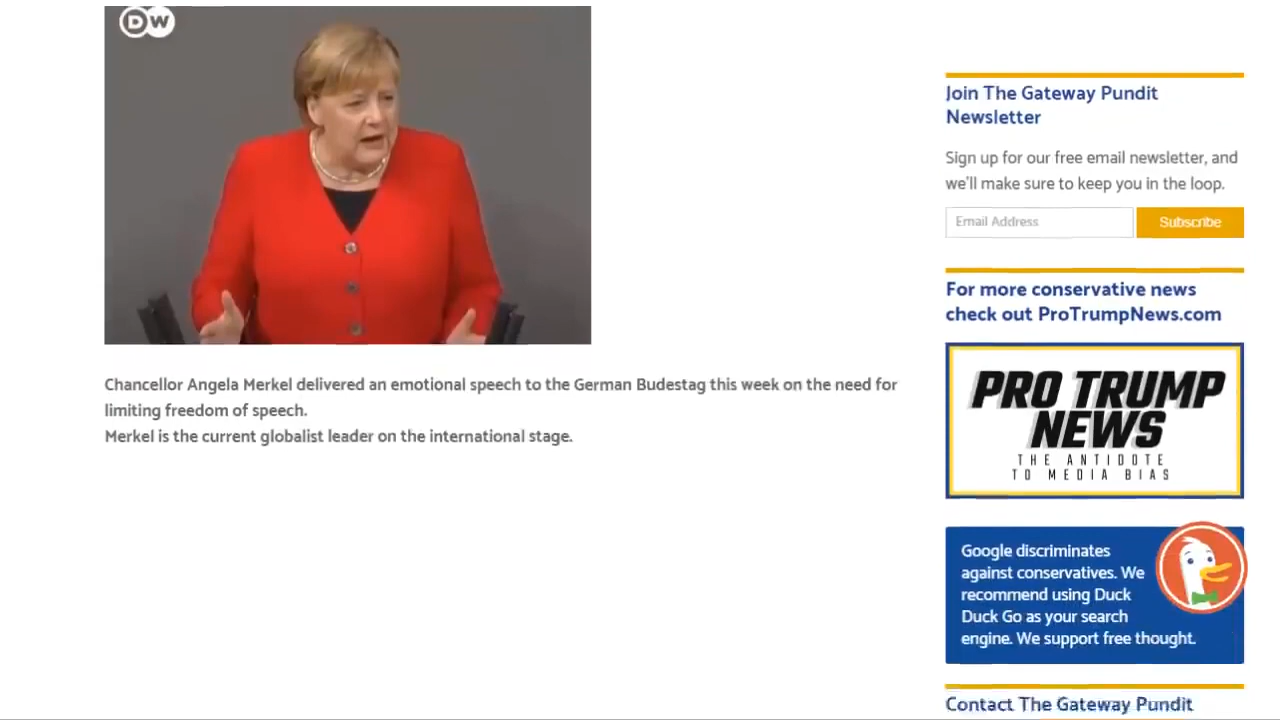 DW
Chancellor Angela Merkel delivered an emotional speech to the German Budestag this week on the need for
limiting freedom of speech.
Merkel is the current globalist leader on the international stage.
Join The Gateway Pundit
Newsletter
Sign up for our free email newsletter, and
we'll make sure to keep you in the loop.
Email Address
Subscribe
For more conservative news
check out ProTrumpNews.com
PRO TRUMP
NEWS
THE ANTIDOTE
TO MEDIA BIAS
Google discriminates
against conservatives. We
recommend using Duck
Duck Go as your search
engine. We support free thought.
Contact The Gateway Pundit